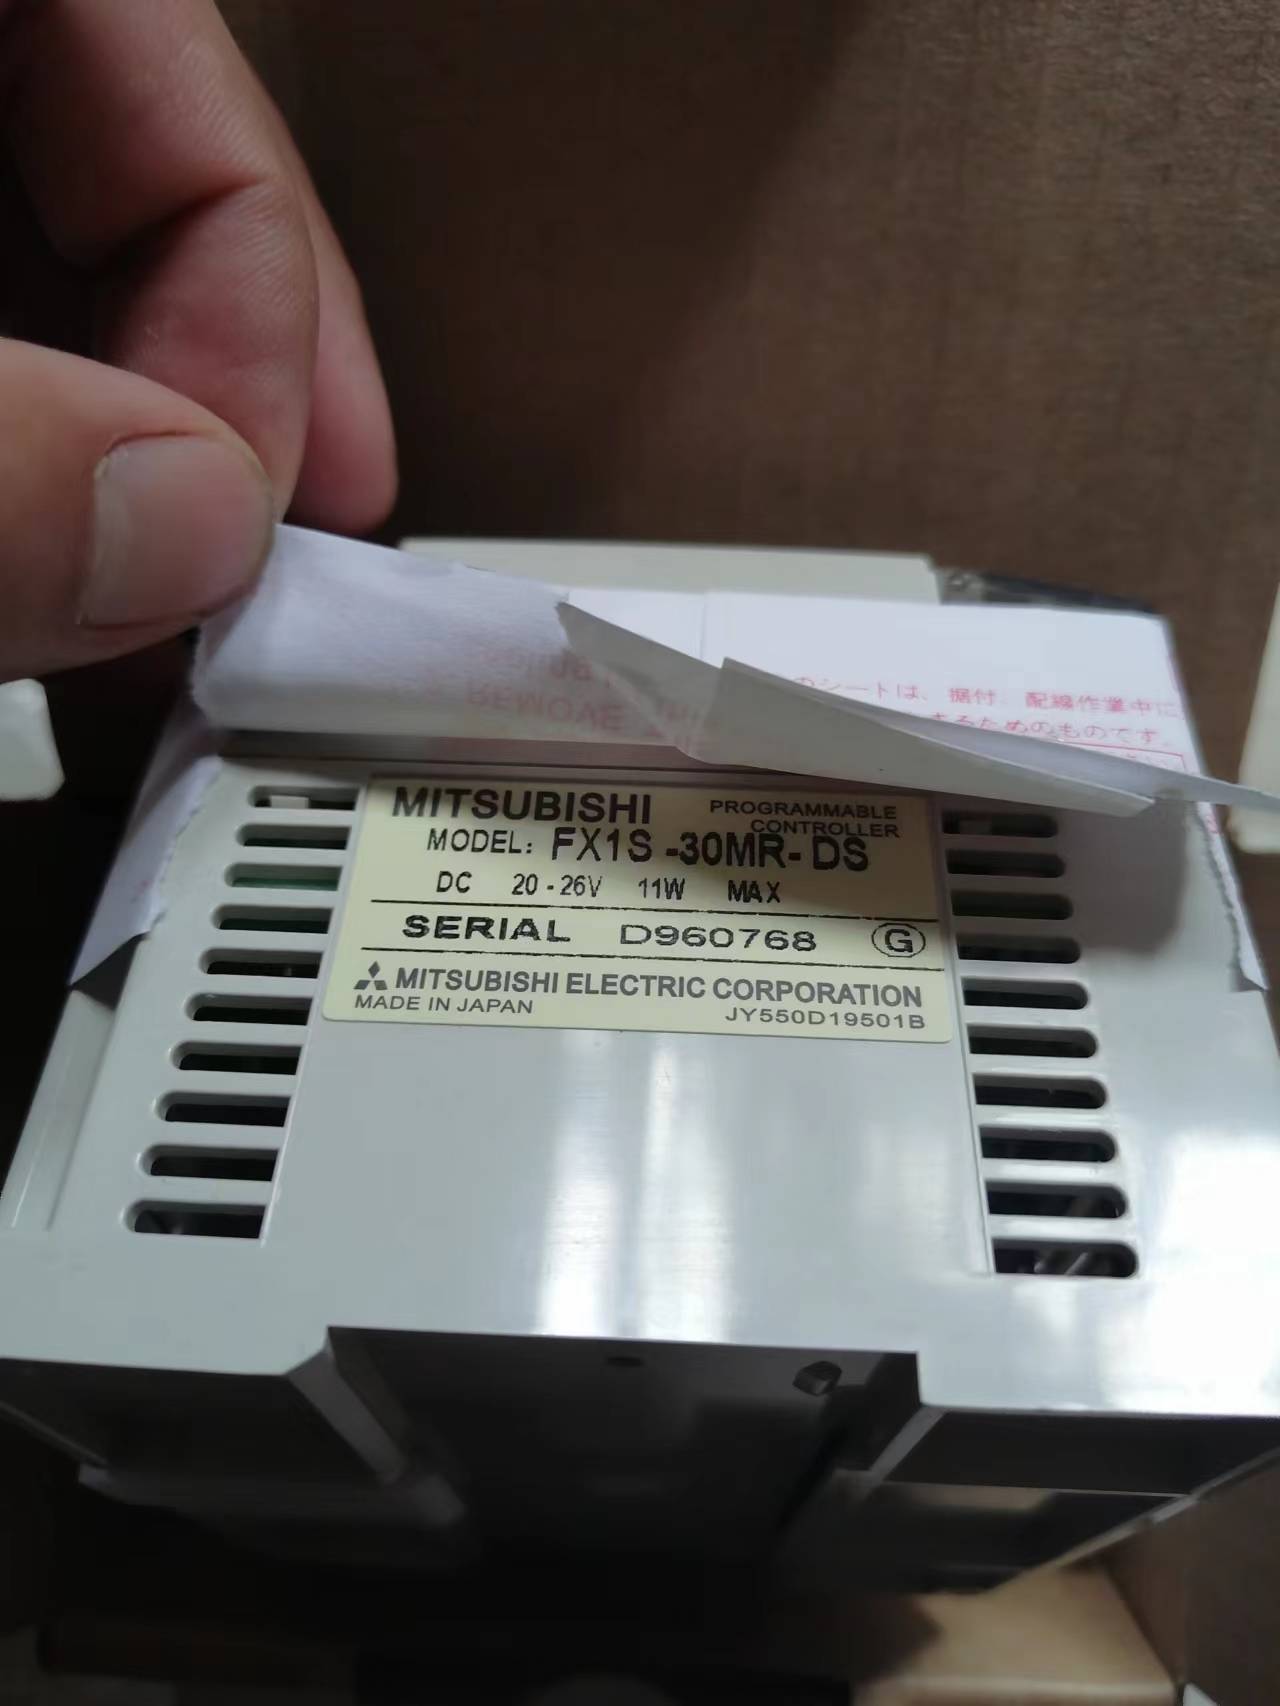 のシートは、据付、配線作業中に
するためのものです。
REMOVE
MITSUBISHI PROGRAMMABLE
CONTROLLER
MODEL: FX1S-30MR-DS
DC 20-26V 11W MAX
SERIAL D960768 G
MITSUBISHI ELECTRIC CORPORATION
MADE IN JAPAN JY550D19501B